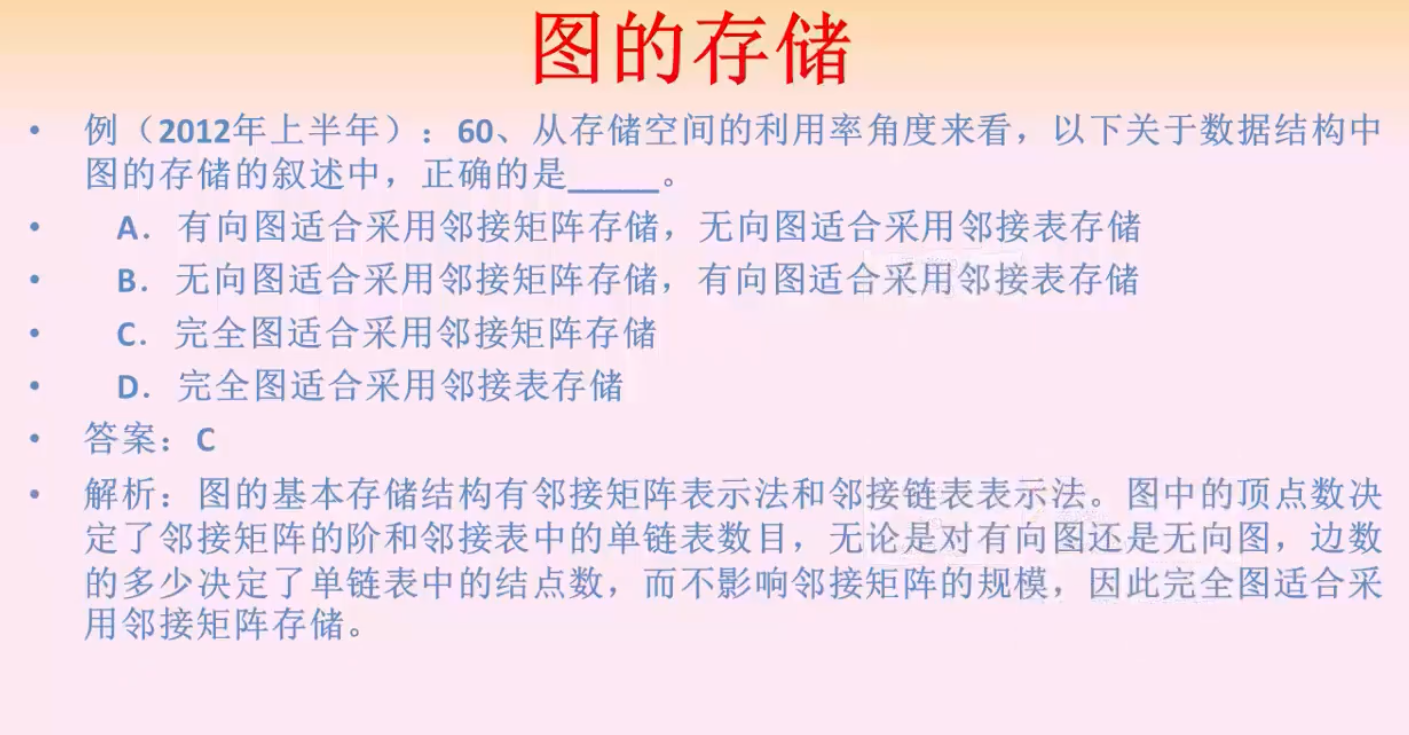 图的存储
• 例（2012年上半年）：60、从存储空间的利用率角度来看，以下关于数据结构中
图的存储的叙述中，正确的是_____。
• A．有向图适合采用邻接矩阵存储，无向图适合采用邻接表存储
• B．无向图适合采用邻接矩阵存储，有向图适合采用邻接表存储
• C．完全图适合采用邻接矩阵存储
• D．完全图适合采用邻接表存储
• 答案：C
• 解析：图的基本存储结构有邻接矩阵表示法和邻接链表表示法。图中的顶点数决
定了邻接矩阵的阶和邻接表中的单链表数目，无论是对有向图还是无向图，边数
的多少决定了单链表中的结点数，而不影响邻接矩阵的规模，因此完全图适合采
用邻接矩阵存储。